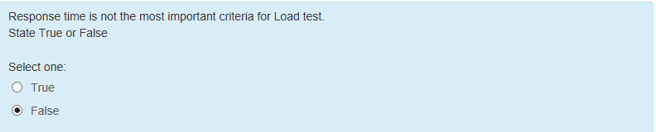 Response time is not the most important criteria for Load test.
State True or False
Select one:
True
False